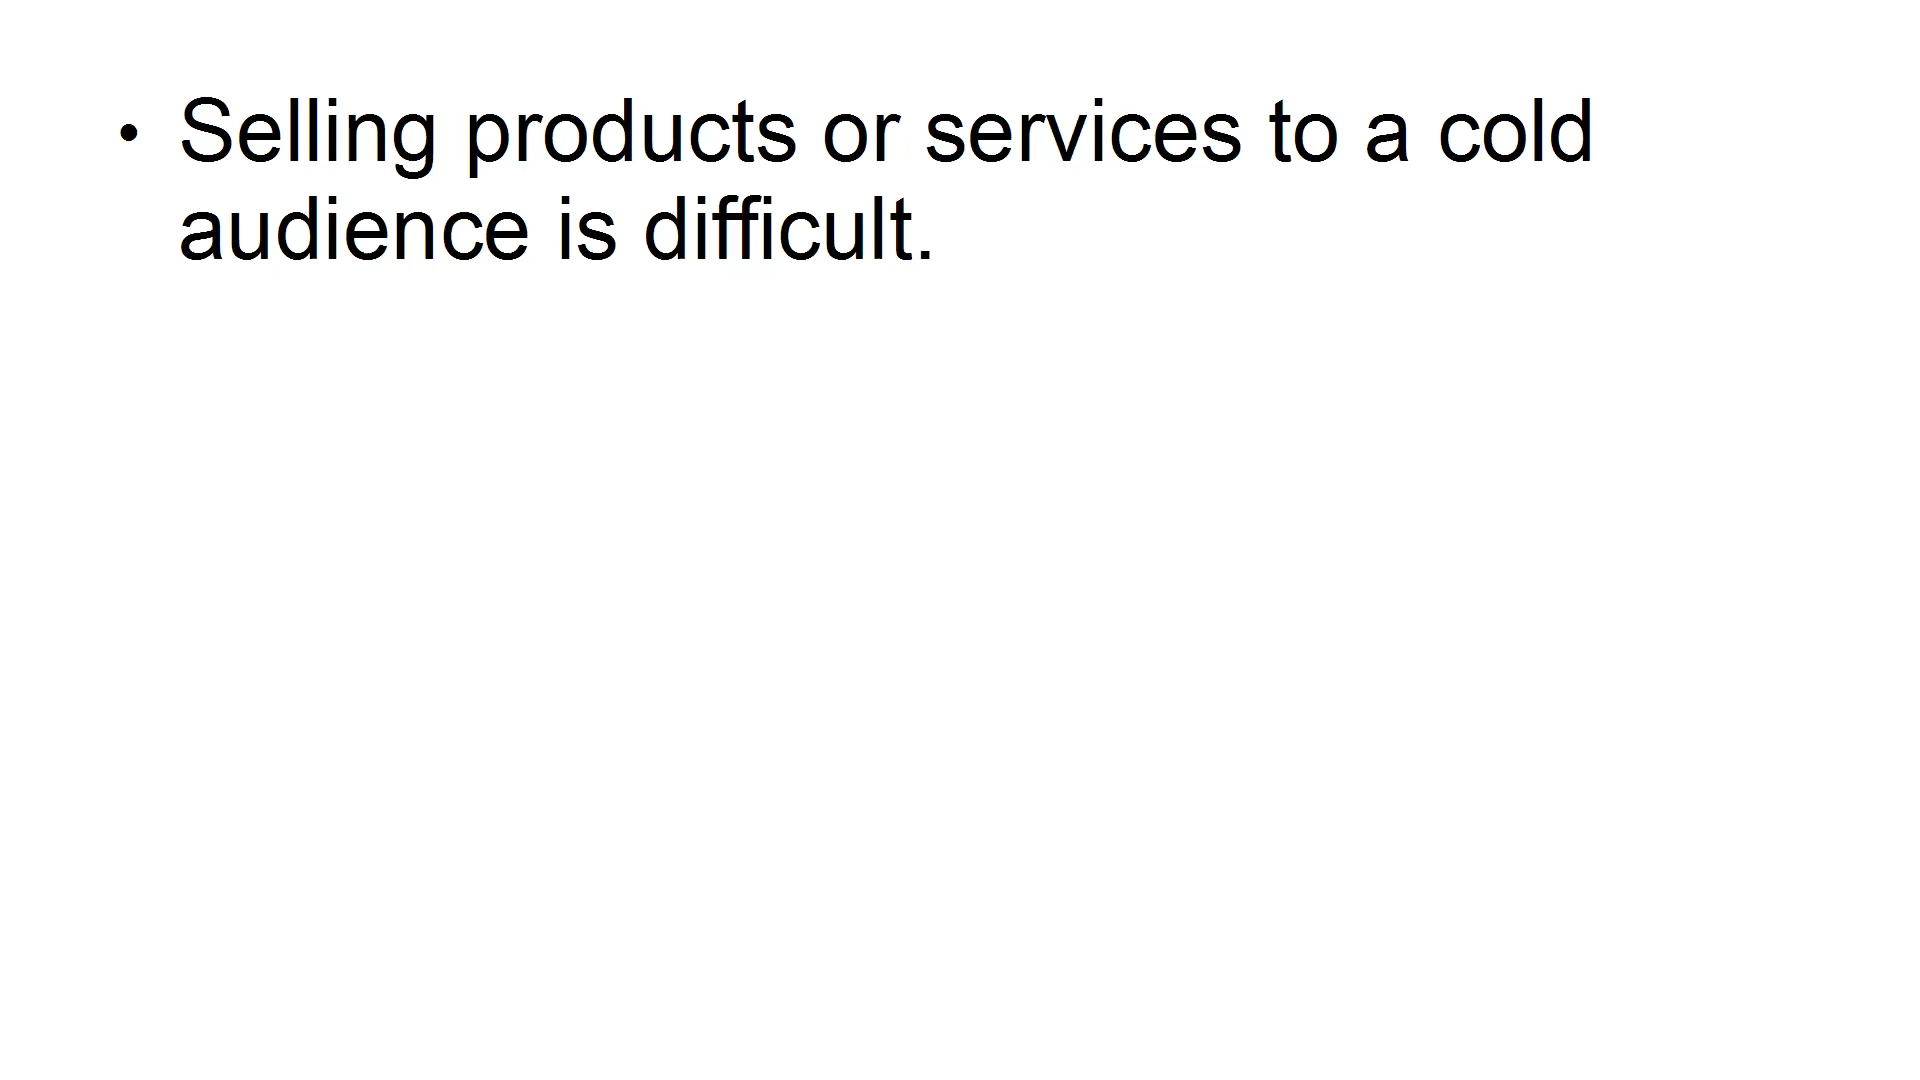 • Selling products or services to a cold
audience is difficult.